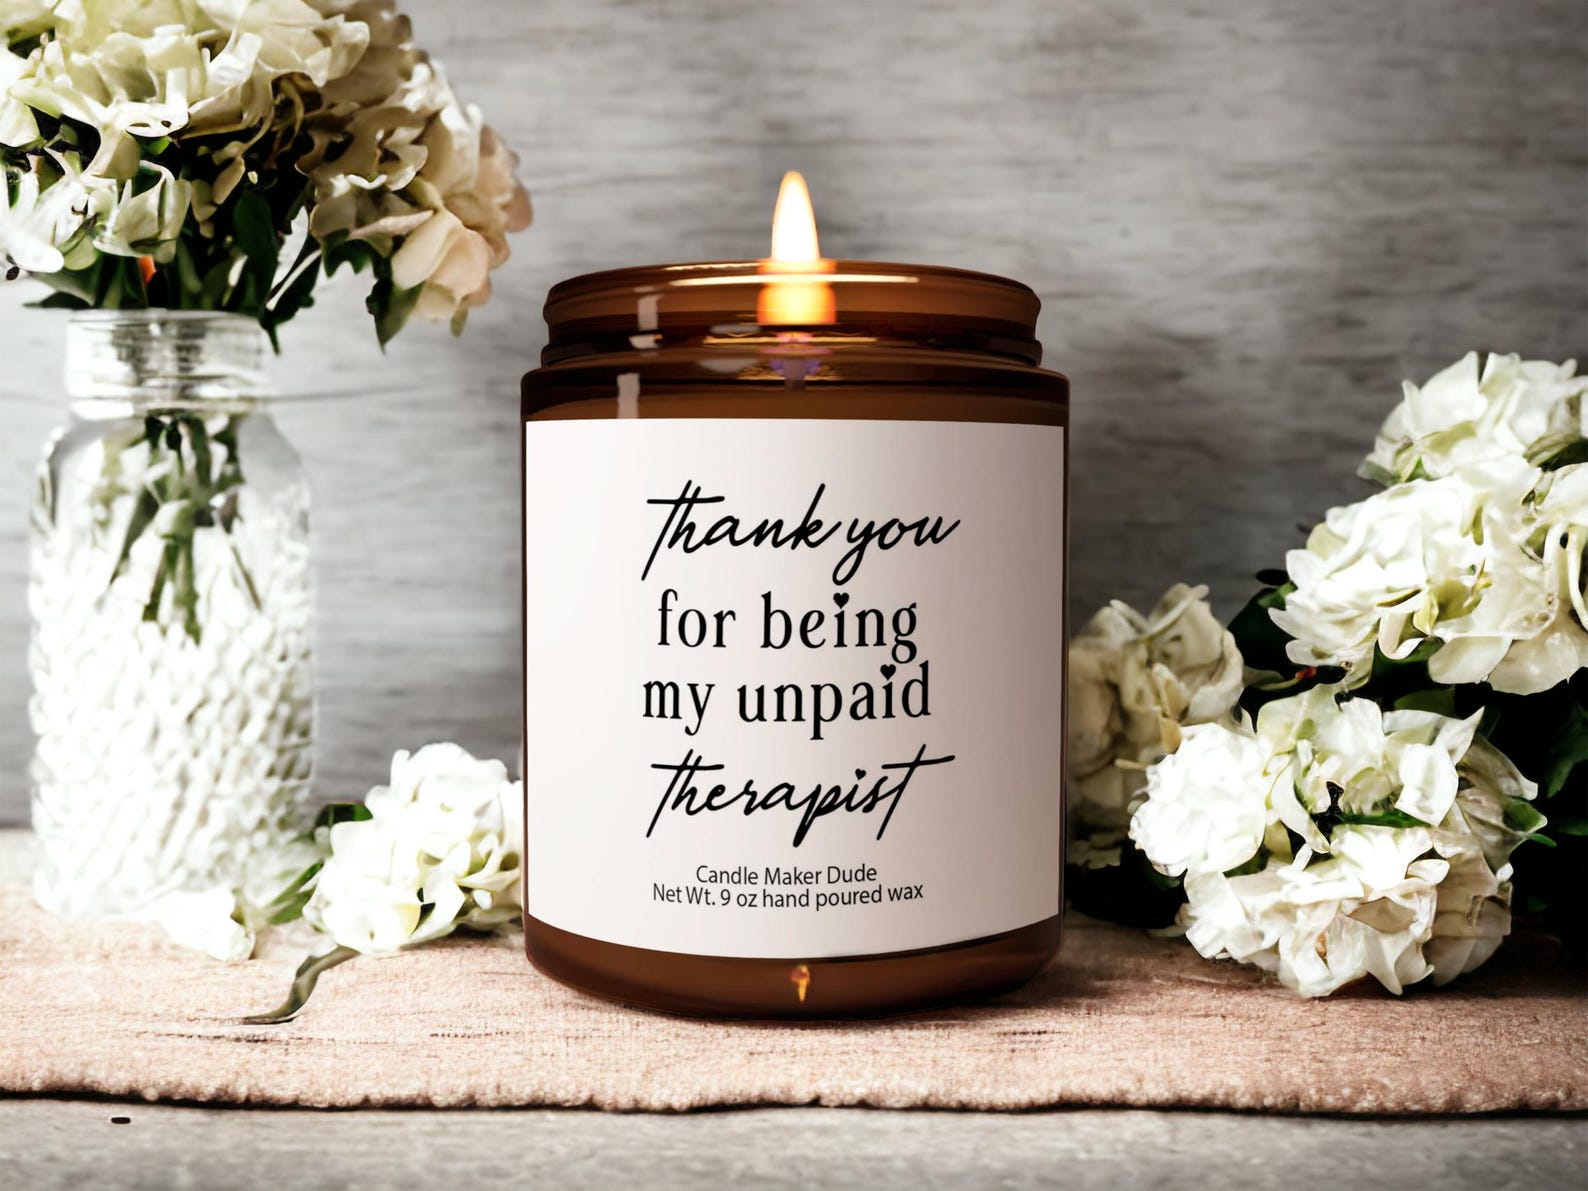 Thank you
for being
my unpaid
Therapist
Candle Maker Dude
Net Wt. 9 oz hand poured wax